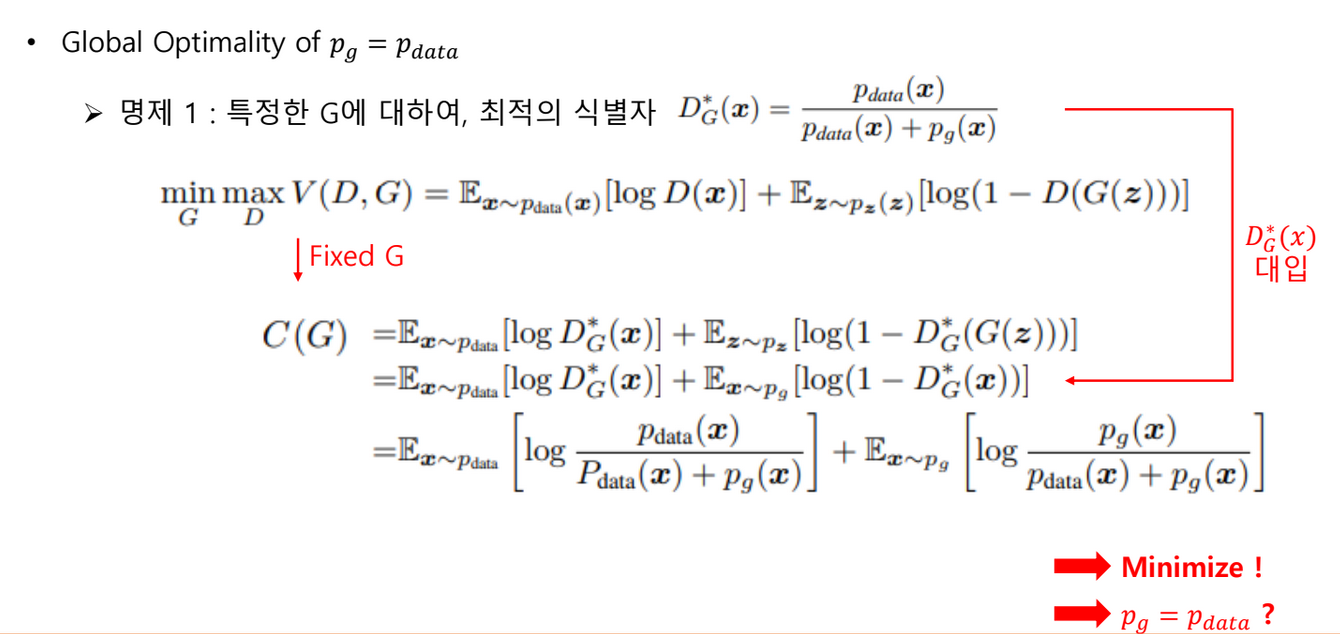 • Global Optimality of $p_g = p_{data}$
➢ 명제 1 : 특정한 G에 대하여, 최적의 식별자 $D^*_G(\boldsymbol{x}) = \frac{p_{data}(\boldsymbol{x})}{p_{data}(\boldsymbol{x}) + p_g(\boldsymbol{x})}$
$\min_G \max_D V(D, G) = \mathbb{E}_{\boldsymbol{x} \sim p_{\text{data}}(\boldsymbol{x})}[\log D(\boldsymbol{x})] + \mathbb{E}_{\boldsymbol{z} \sim p_{\boldsymbol{z}}(\boldsymbol{z})}[\log(1 - D(G(\boldsymbol{z})))]$
Fixed G
$D^*_G(x)$
대입
$C(G) = \mathbb{E}_{\boldsymbol{x} \sim p_{\text{data}}}[\log D^*_G(\boldsymbol{x})] + \mathbb{E}_{\boldsymbol{z} \sim p_{\boldsymbol{z}}}[\log(1 - D^*_G(G(\boldsymbol{z})))]$
$= \mathbb{E}_{\boldsymbol{x} \sim p_{\text{data}}}[\log D^*_G(\boldsymbol{x})] + \mathbb{E}_{\boldsymbol{x} \sim p_g}[\log(1 - D^*_G(\boldsymbol{x}))]$
$= \mathbb{E}_{\boldsymbol{x} \sim p_{\text{data}}}\left[\log \frac{p_{\text{data}}(\boldsymbol{x})}{P_{\text{data}}(\boldsymbol{x}) + p_g(\boldsymbol{x})}\right] + \mathbb{E}_{\boldsymbol{x} \sim p_g}\left[\log \frac{p_g(\boldsymbol{x})}{p_{\text{data}}(\boldsymbol{x}) + p_g(\boldsymbol{x})}\right]$
Minimize !
$p_g = p_{data}$ ?